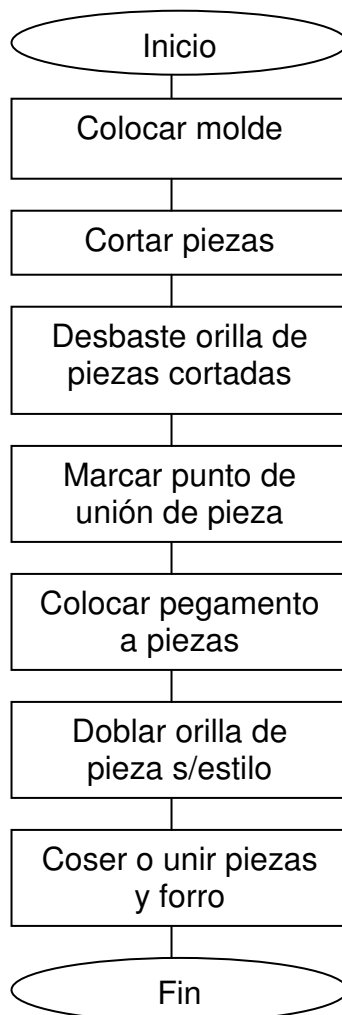 Inicio
Colocar molde
Cortar piezas
Desbaste orilla de
piezas cortadas
Marcar punto de
unión de pieza
Colocar pegamento
a piezas
Doblar orilla de
pieza s/estilo
Coser o unir piezas
y forro
Fin